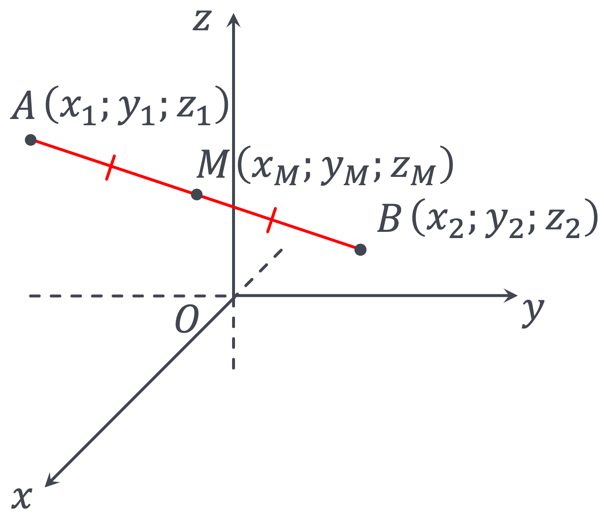 z
A (x₁; y₁; z₁)
M (x_M; y_M; z_M)
B (x₂; y₂; z₂)
O
y
x